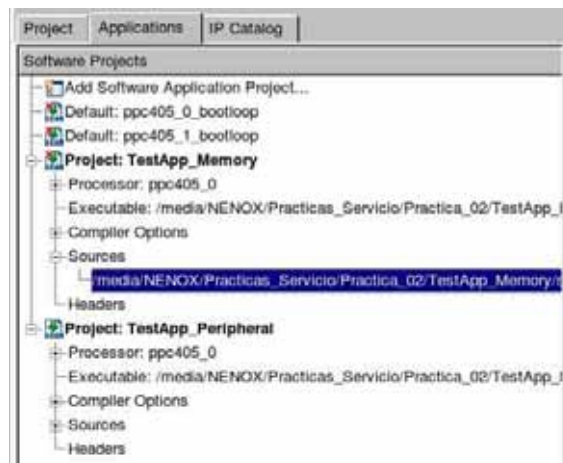 Project Applications IP Catalog
Software Projects
Add Software Application Project...
Default: ppc405_0_bootloop
Default: ppc405_1_bootloop
Project: TestApp_Memory
Processor: ppc405_0
Executable: /media/NENOX/Practicas_Servicio/Practica_02/TestApp_
Compiler Options
Sources
/media/NENOX/Practicas_Servicio/Practica_02/TestApp_Memory/s
Headers
Project: TestApp_Peripheral
Processor: ppc405_0
Executable: /media/NENOX/Practicas_Servicio/Practica_02/TestApp_
Compiler Options
Sources
Headers